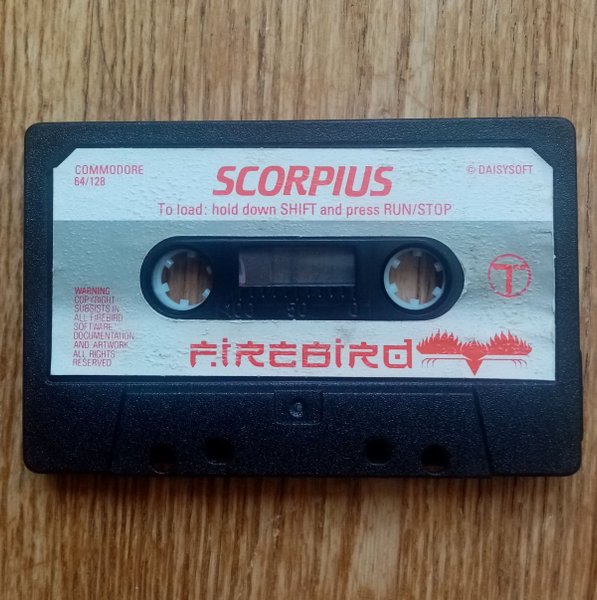 COMMODORE
64/128
SCORPIUS
© DAISYSOFT
To load: hold down SHIFT and press RUN/STOP
T
WARNING
COPYRIGHT
SUBSISTS IN
ALL FIREBIRD
SOFTWARE,
DOCUMENTATION
AND ARTWORK.
ALL RIGHTS
RESERVED
FIREBIRD